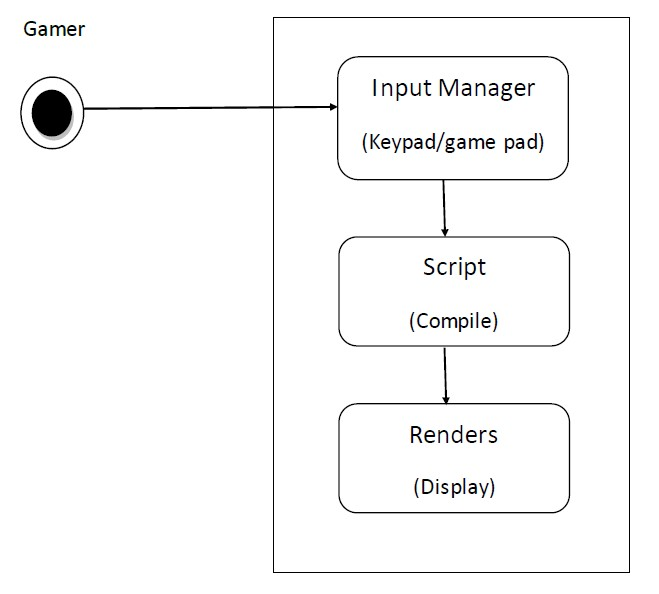 Gamer
Input Manager
(Keypad/game pad)
Script
(Compile)
Renders
(Display)